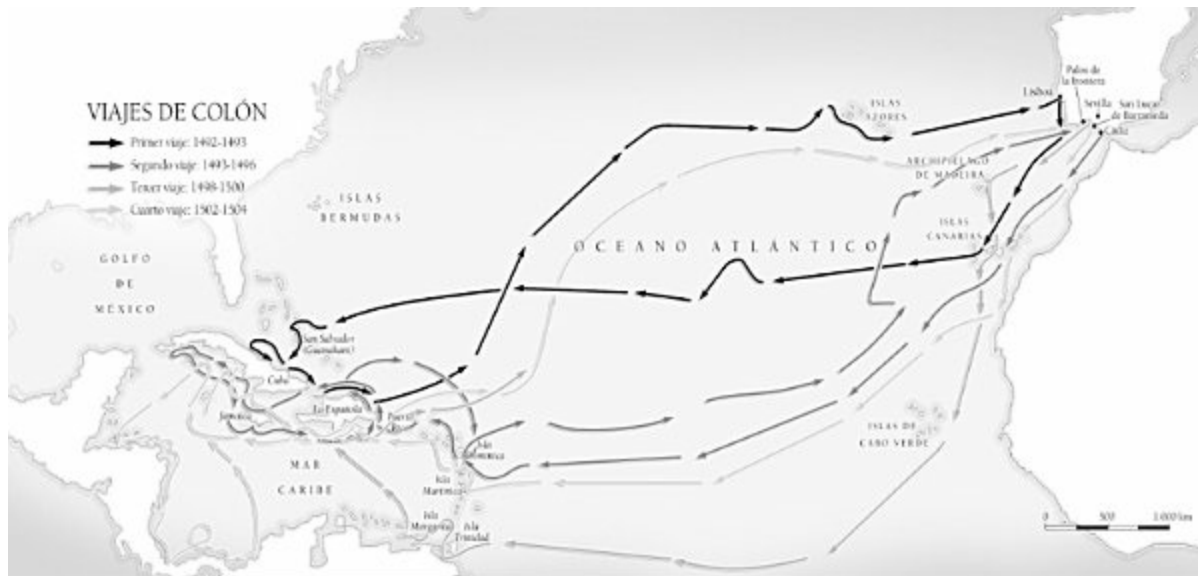 VIAJES DE COLÓN
Primer viaje: 1492-1493
Segundo viaje: 1493-1496
Tercer viaje: 1498-1500
Cuarto viaje: 1502-1504
Palos de
la Frontera
Lisboa
Sevilla
San Lucar
de Barrameda
Cádiz
ISLAS
AZORES
ARCHIPIÉLAGO
DE MADEIRA
ISLAS
CANARIAS
ISLAS
BERMUDAS
OCEANO ATLÁNTICO
GOLFO
DE
MÉXICO
San Salvador
(Guanahani)
Cuba
La Española
Jamaica
Puerto
Isla
Dominica
ISLAS DE
CABO VERDE
MAR
CARIBE
Isla
Martinica
Isla
Margarita
Isla
Trinidad
0 500 1.000 km